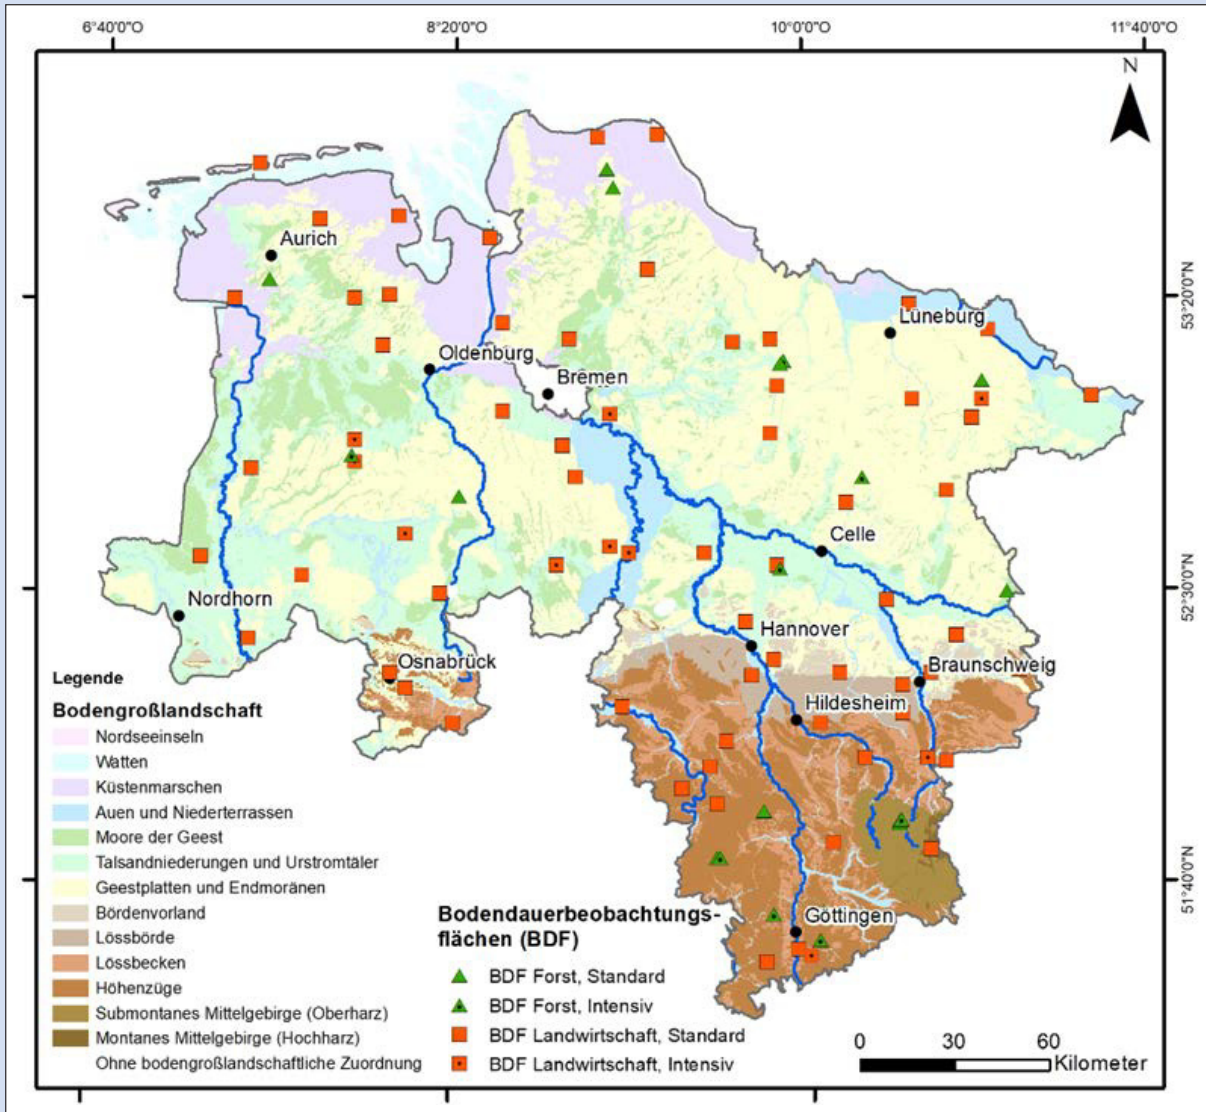 6°40'0"O
8°20'0"O
10°0'0"O
11°40'0"O
N
53°20'0"N
52°30'0"N
51°40'0"N
Aurich
Lüneburg
Oldenburg
Bremen
Celle
Nordhorn
Hannover
Osnabrück
Braunschweig
Hildesheim
Göttingen
Legende
Bodengroßlandschaft
Nordseeinseln
Watten
Küstenmarschen
Auen und Niederterrassen
Moore der Geest
Talsandniederungen und Urstromtäler
Geestplatten und Endmoränen
Bördenvorland
Lössbörde
Lössbecken
Höhenzüge
Submontanes Mittelgebirge (Oberharz)
Montanes Mittelgebirge (Hochharz)
Ohne bodengroßlandschaftliche Zuordnung
Bodendauerbeobachtungs-
flächen (BDF)
BDF Forst, Standard
BDF Forst, Intensiv
BDF Landwirtschaft, Standard
BDF Landwirtschaft, Intensiv
0 30 60
Kilometer